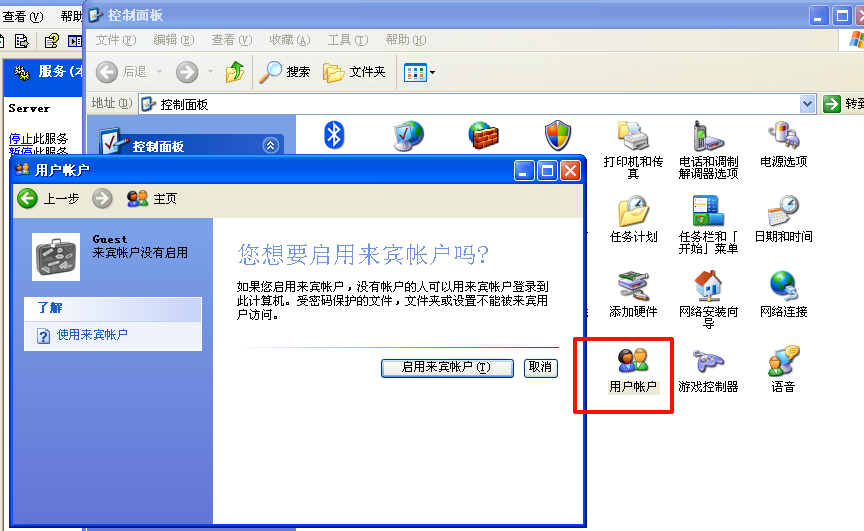 查看(V) 帮助
控制面板
文件(F) 编辑(E) 查看(V) 收藏(A) 工具(T) 帮助(H)
后退 搜索 文件夹
地址(D) 控制面板 转到
服务(本
Server
停止此服务
暂停此服务
控制面板
打印机和传真
电话和调制解调器选项
电源选项
任务计划
任务栏和「开始」菜单
日期和时间
添加硬件
网络安装向导
网络连接
用户帐户
游戏控制器
语音
用户帐户
上一步 主页
Guest
来宾帐户没有启用
了解
使用来宾帐户
您想要启用来宾帐户吗?
如果您启用来宾帐户，没有帐户的人可以用来宾帐户登录到
此计算机。受密码保护的文件，文件夹或设置不能被来宾用
户访问。
启用来宾帐户(T) 取消